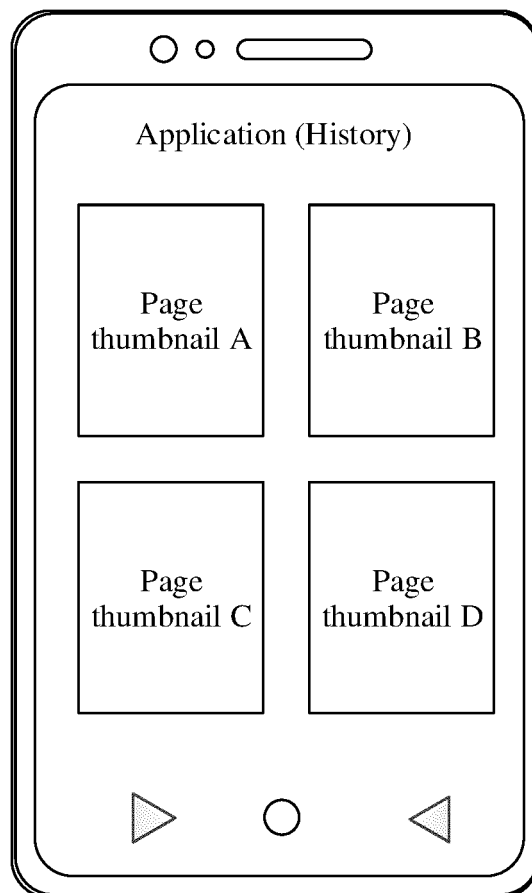 Application (History)
Page
thumbnail A
Page
thumbnail B
Page
thumbnail C
Page
thumbnail D